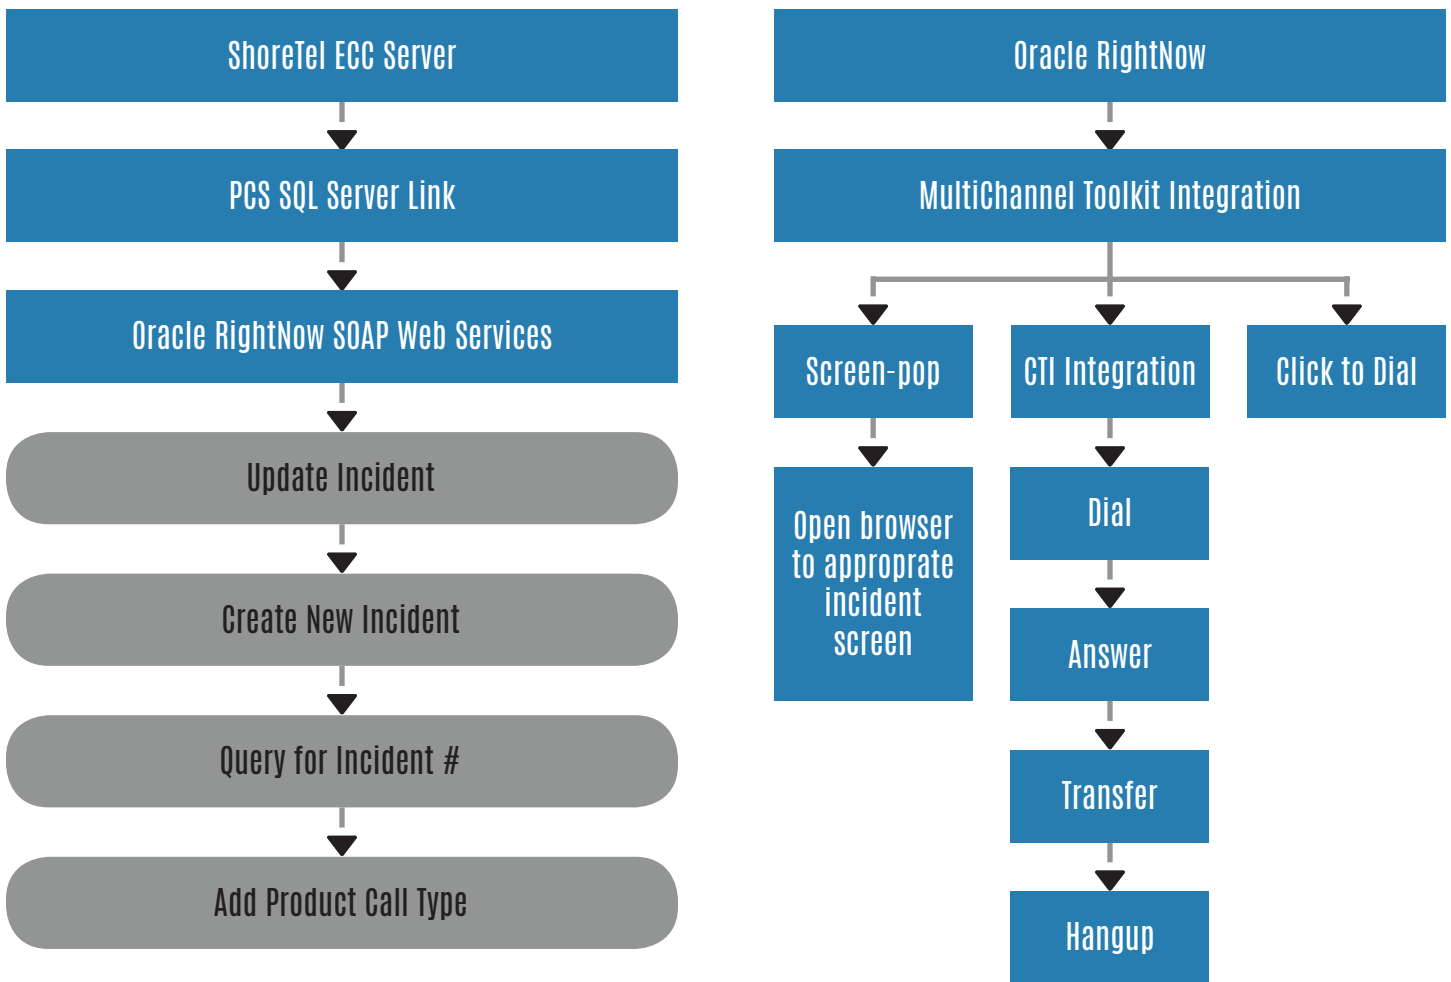 ShoreTel ECC Server
PCS SQL Server Link
Oracle RightNow SOAP Web Services
Update Incident
Create New Incident
Query for Incident #
Add Product Call Type
Oracle RightNow
MultiChannel Toolkit Integration
Screen-pop
Open browser
to approprate
incident
screen
CTI Integration
Dial
Answer
Transfer
Hangup
Click to Dial